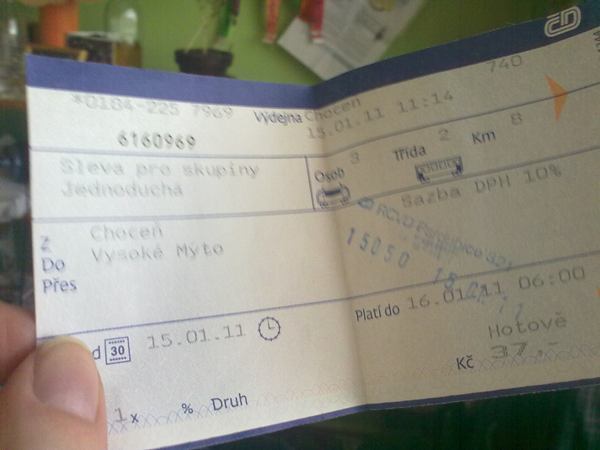 *0184-225 7969
Výdejna Choceň
740
6160969
15.01.11 11:14
Sleva pro skupiny
Jednoduchá
Osob 3
Třída 2
Km 8
Sazba DPH 10%
Z Choceň
Do Vysoké Mýto
Přes
15050
d 30 15.01.11
Platí do 16.01.11 06:00
Hotově
Kč 37,-
1x % Druh